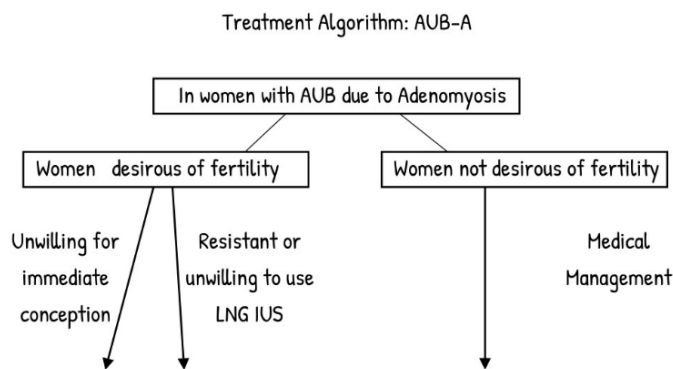 Treatment Algorithm: AUB-A
In women with AUB due to Adenomyosis
Women desirous of fertility
Women not desirous of fertility
Unwilling for
immediate
conception
Resistant or
unwilling to use
LNG IUS
Medical
Management